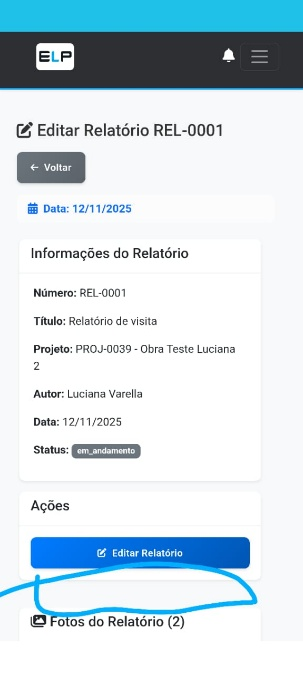 ELP
Editar Relatório REL-0001
← Voltar
Data: 12/11/2025
Informações do Relatório
Número: REL-0001
Título: Relatório de visita
Projeto: PROJ-0039 - Obra Teste Luciana
2
Autor: Luciana Varella
Data: 12/11/2025
Status: em_andamento
Ações
Editar Relatório
Fotos do Relatório (2)